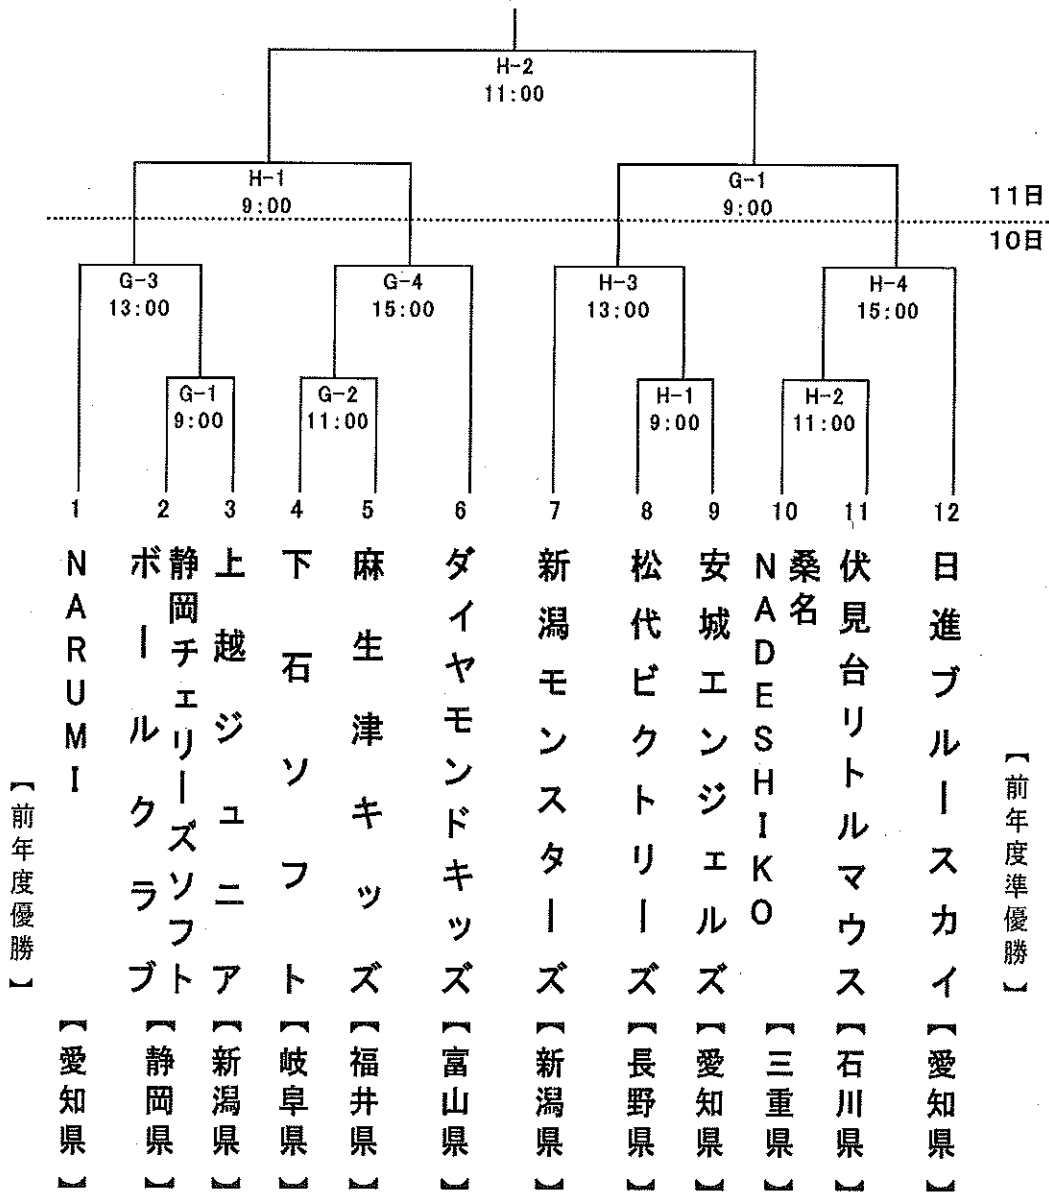 H-2
11:00
H-1
9:00
G-1
9:00
11日
10日
G-3
13:00
G-4
15:00
H-3
13:00
H-4
15:00
G-1
9:00
G-2
11:00
H-1
9:00
H-2
11:00
1
2
3
4
5
6
7
8
9
10
11
12
【前年度優勝】
NARUMI
【愛知県】
静岡チェリーズソフト
ボールクラブ
【静岡県】
上越ジュニア
【新潟県】
下石ソフト
【岐阜県】
麻生津キッズ
【福井県】
ダイヤモンドキッズ
【富山県】
新潟モンスターズ
【新潟県】
松代ビクトリーズ
【長野県】
安城エンジェルズ
【愛知県】
桑名
NADESHIKO
【三重県】
伏見台リトルマウス
【石川県】
日進ブルースカイ
【愛知県】
【前年度準優勝】